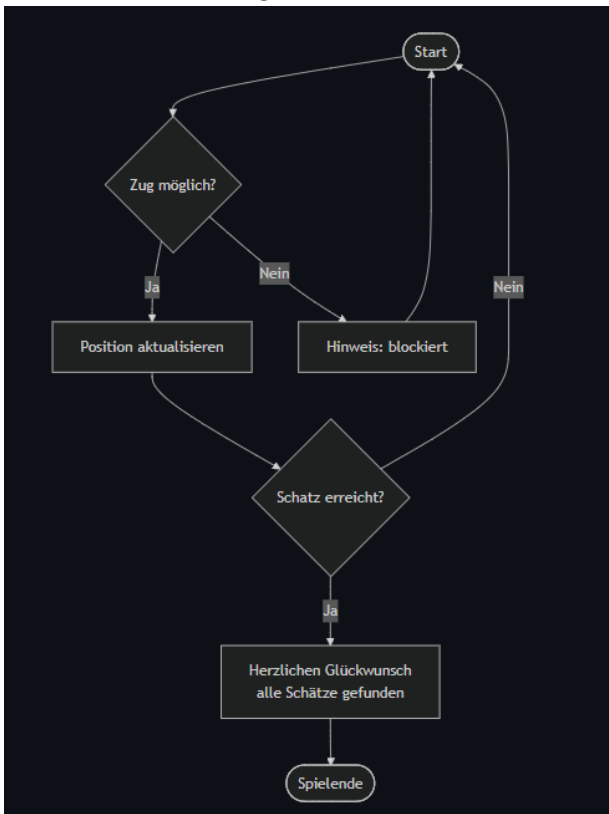 Start
Zug möglich?
Ja
Nein
Nein
Position aktualisieren
Hinweis: blockiert
Schatz erreicht?
Ja
Herzlichen Glückwunsch
alle Schätze gefunden
Spielende